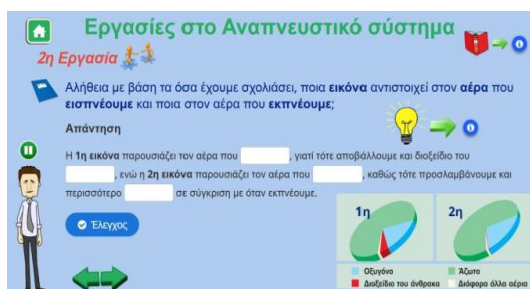 Εργασίες στο Αναπνευστικό σύστημα
2η Εργασία
Αλήθεια με βάση τα όσα έχουμε σχολιάσει, ποια εικόνα αντιστοιχεί στον αέρα που
εισπνέουμε και ποια στον αέρα που εκπνέουμε;
Απάντηση
Η 1η εικόνα παρουσιάζει τον αέρα που , γιατί τότε αποβάλλουμε και διοξείδιο του
, ενώ η 2η εικόνα παρουσιάζει τον αέρα που , καθώς τότε προσλαμβάνουμε και
περισσότερο σε σύγκριση με όταν εκπνέουμε.
Έλεγχος
1η 2η
Οξυγόνο Άζωτο
Διοξείδιο του άνθρακα Διάφορα άλλα αέρια